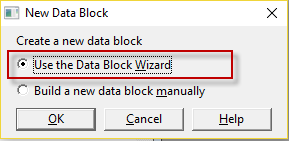 New Data Block
Create a new data block
Use the Data Block Wizard
Build a new data block manually
OK Cancel Help